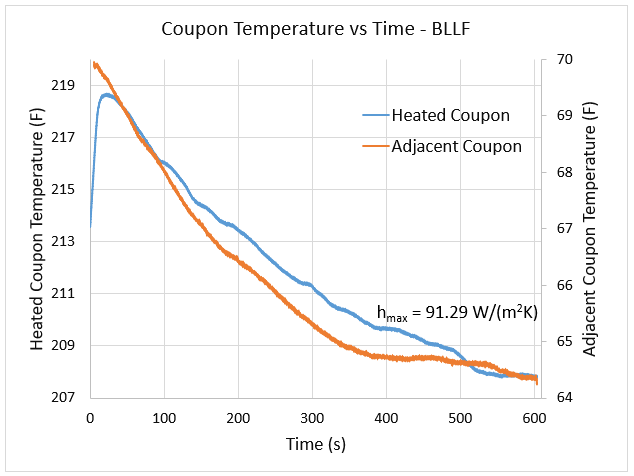 Coupon Temperature vs Time - BLLF
Heated Coupon Temperature (F)
219
217
215
213
211
209
207
Heated Coupon
Adjacent Coupon
hmax = 91.29 W/(m²K)
70
69
68
67
66
65
64
Adjacent Coupon Temperature (F)
0 100 200 300 400 500 600
Time (s)